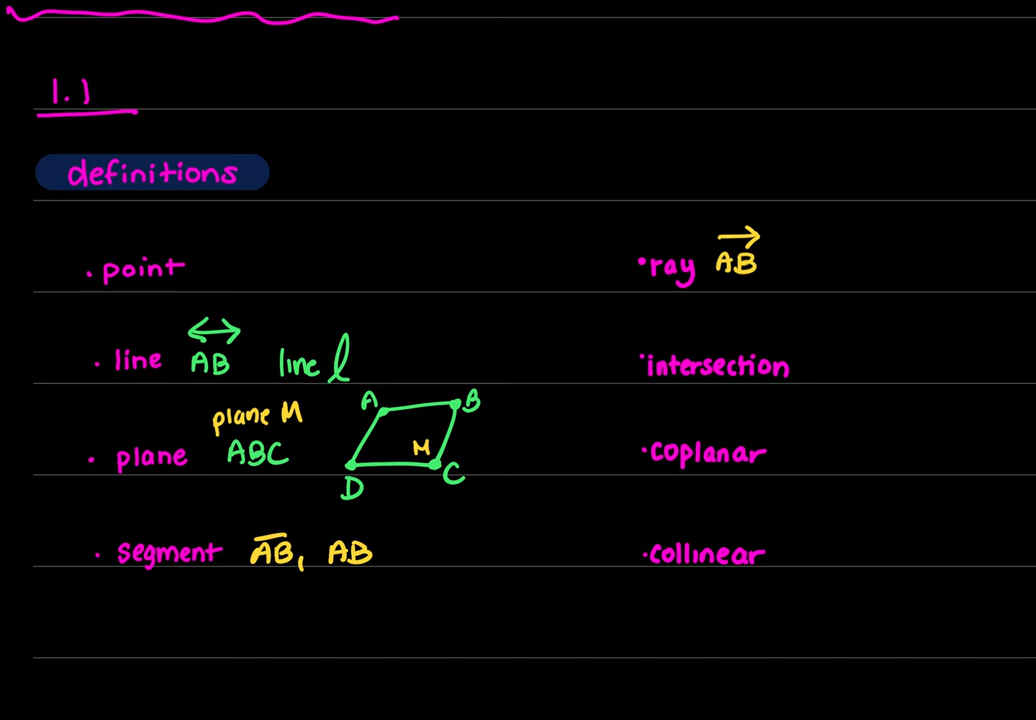 1.1
definitions
· point
· line AB line l
plane M
· plane ABC
A B
M
D C
· segment AB, AB
· ray AB
· intersection
· coplanar
· collinear